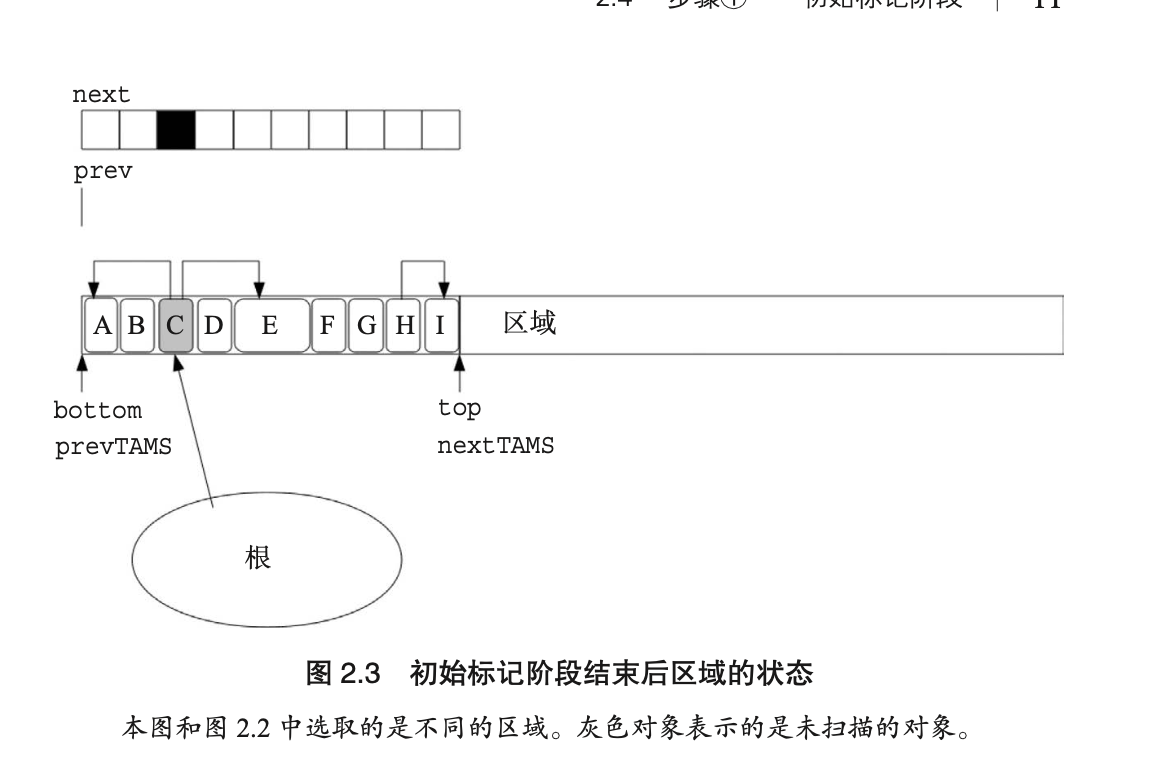 2.4 步骤① 初始标记阶段 | 11
next
prev
A B C D E F G H I 区域
bottom top
prevTAMS nextTAMS
根
图 2.3 初始标记阶段结束后区域的状态
本图和图 2.2 中选取的是不同的区域。灰色对象表示的是未扫描的对象。